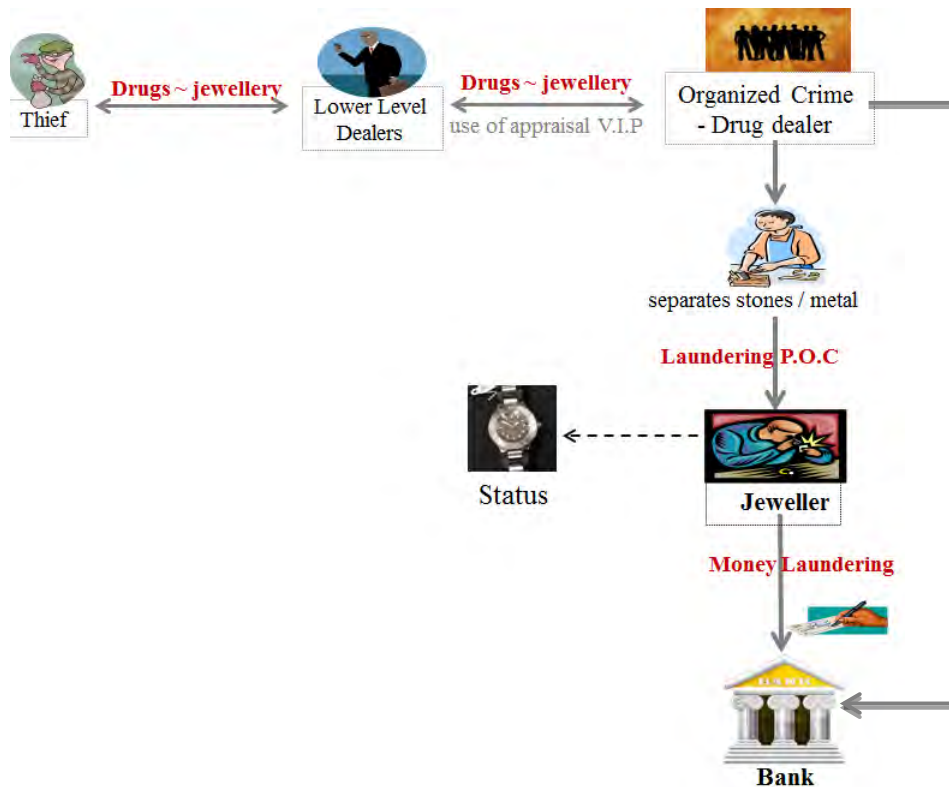 Drugs ~ jewellery
Thief
Lower Level
Dealers
Drugs ~ jewellery
use of appraisal V.I.P
Organized Crime
- Drug dealer
separates stones / metal
Laundering P.O.C
Status
Jeweller
Money Laundering
Bank